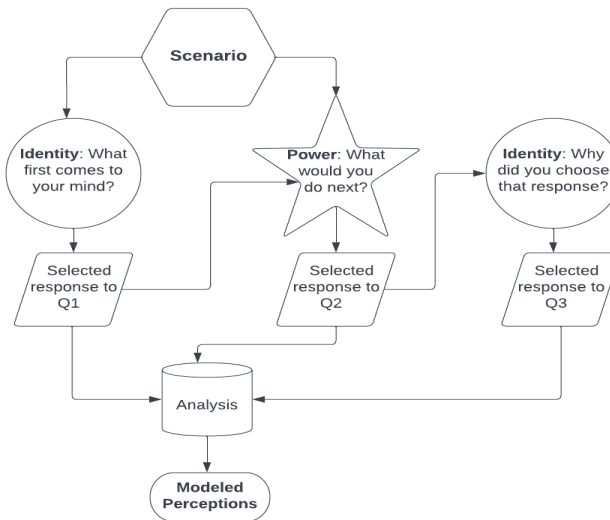 Scenario
Identity: What
first comes to
your mind?
Power: What
would you
do next?
Identity: Why
did you choose
that response?
Selected
response to
Q1
Selected
response to
Q2
Selected
response to
Q3
Analysis
Modeled
Perceptions